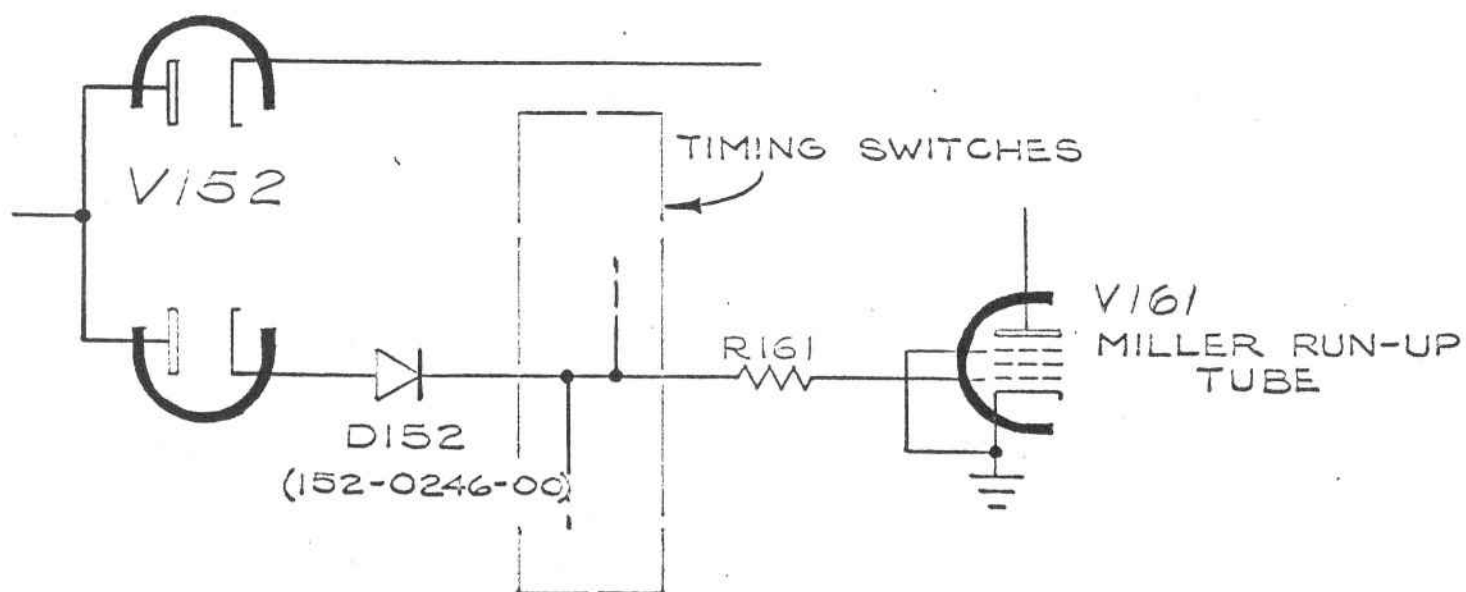 TIMING SWITCHES
V152
V161
MILLER RUN-UP
TUBE
R161
D152
(152-0246-00)